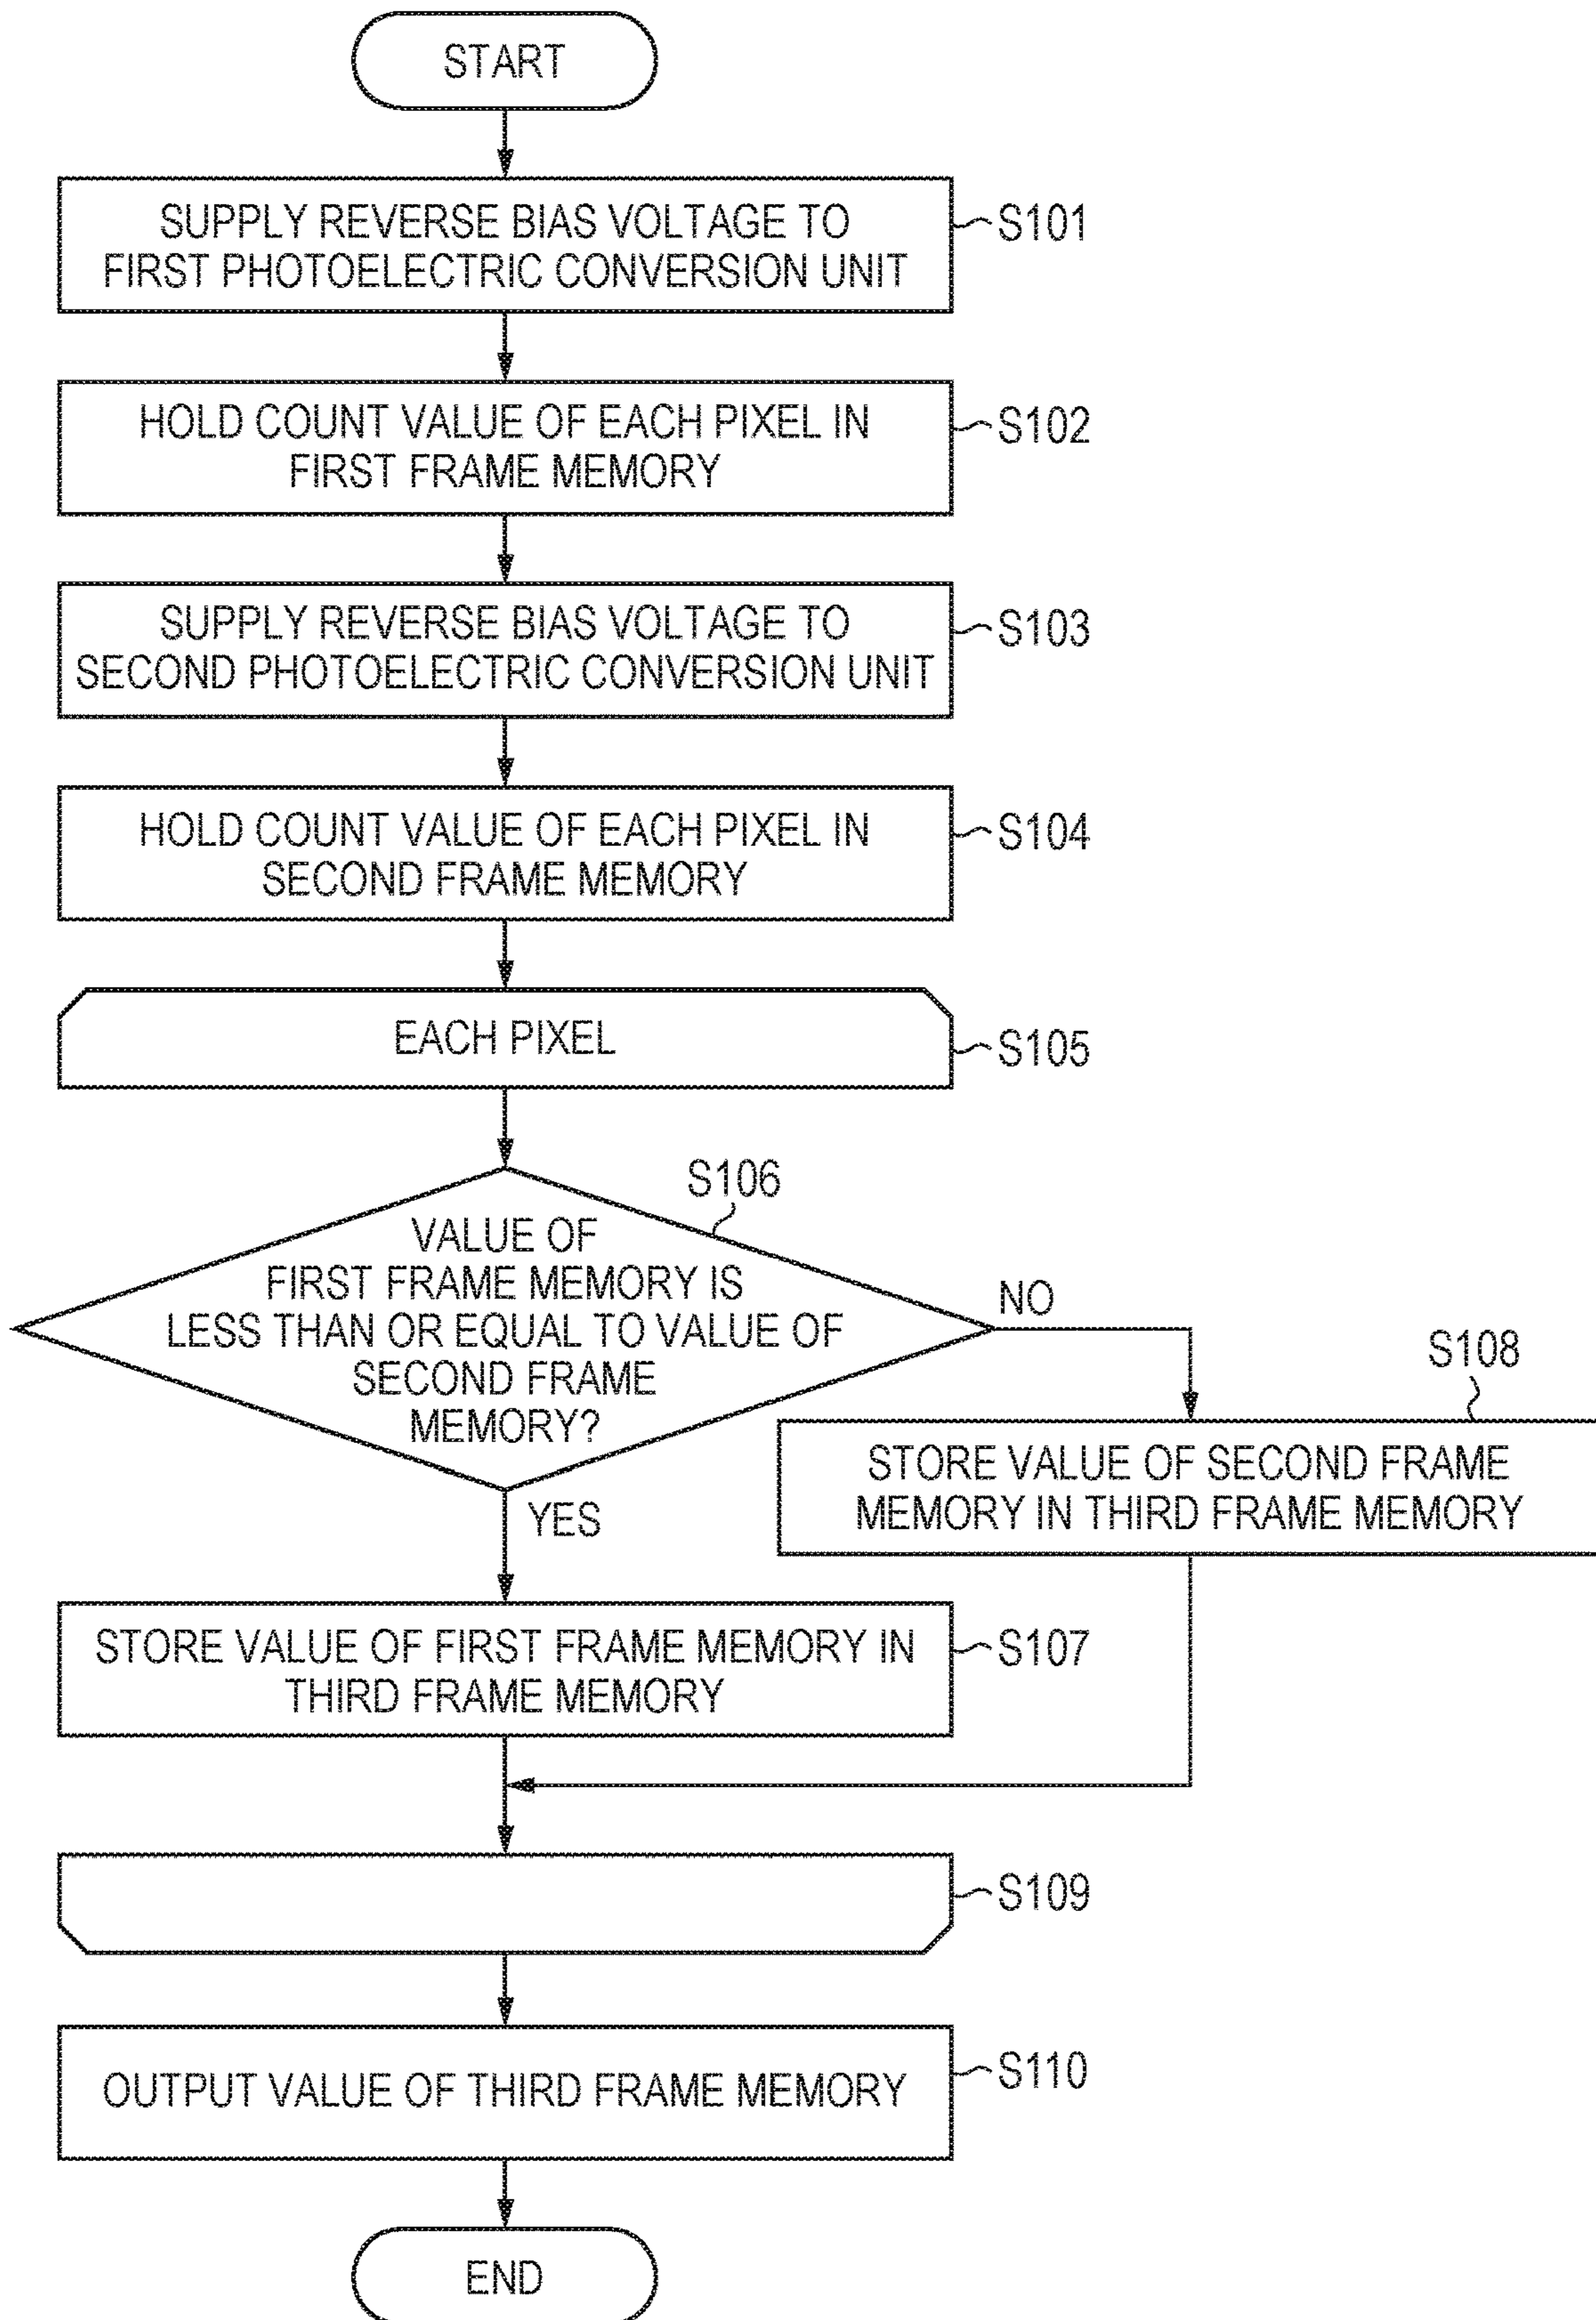 START
SUPPLY REVERSE BIAS VOLTAGE TO
FIRST PHOTOELECTRIC CONVERSION UNIT
S101
HOLD COUNT VALUE OF EACH PIXEL IN
FIRST FRAME MEMORY
S102
SUPPLY REVERSE BIAS VOLTAGE TO
SECOND PHOTOELECTRIC CONVERSION UNIT
S103
HOLD COUNT VALUE OF EACH PIXEL IN
SECOND FRAME MEMORY
S104
EACH PIXEL
S105
S106
VALUE OF
FIRST FRAME MEMORY IS
LESS THAN OR EQUAL TO VALUE OF
SECOND FRAME
MEMORY?
NO
S108
STORE VALUE OF SECOND FRAME
MEMORY IN THIRD FRAME MEMORY
YES
STORE VALUE OF FIRST FRAME MEMORY IN
THIRD FRAME MEMORY
S107
S109
OUTPUT VALUE OF THIRD FRAME MEMORY
S110
END